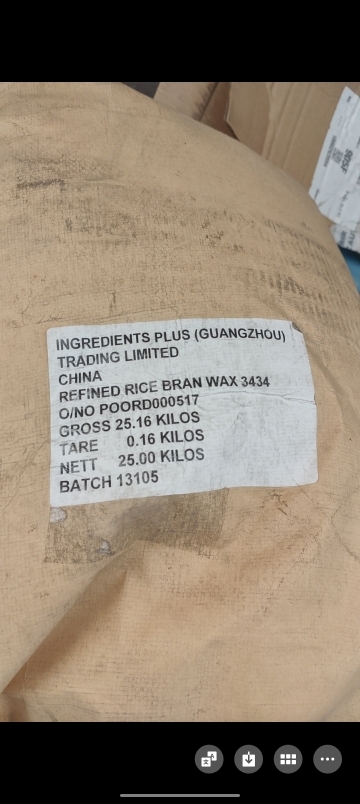 INGREDIENTS PLUS (GUANGZHOU)
TRADING LIMITED
CHINA
REFINED RICE BRAN WAX 3434
O/NO POORD000517
GROSS 25.16 KILOS
TARE 0.16 KILOS
NETT 25.00 KILOS
BATCH 13105